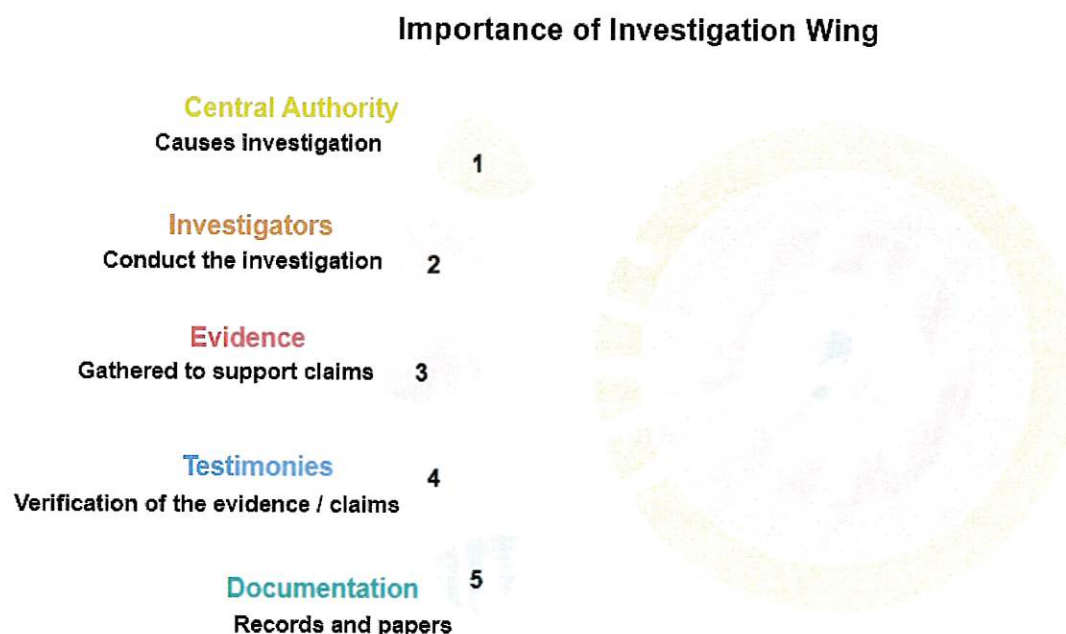 Importance of Investigation Wing
Central Authority
Causes investigation
1
Investigators
Conduct the investigation
2
Evidence
Gathered to support claims
3
Testimonies
4
Verification of the evidence / claims
5
Documentation
Records and papers